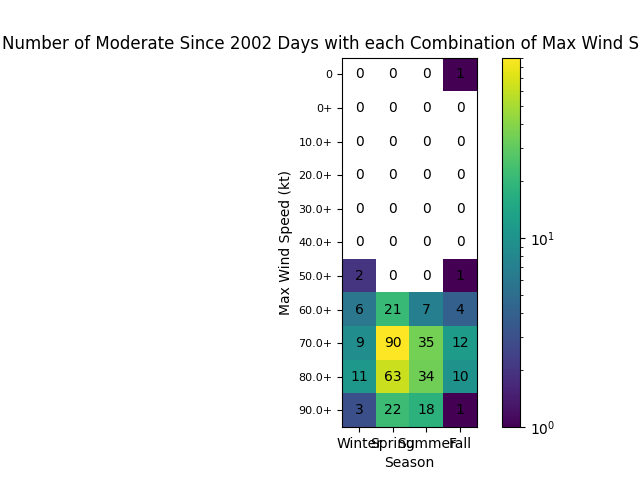 Number of Moderate Since 2002 Days with each Combination of Max Wind S
Max Wind Speed (kt)
0 0 0 0 1
0+ 0 0 0 0
10.0+ 0 0 0 0
20.0+ 0 0 0 0
30.0+ 0 0 0 0
40.0+ 0 0 0 0
50.0+ 2 0 0 1
60.0+ 6 21 7 4
70.0+ 9 90 35 12
80.0+ 11 63 34 10
90.0+ 3 22 18 1
Winter Spring Summer Fall
Season
10¹
10⁰